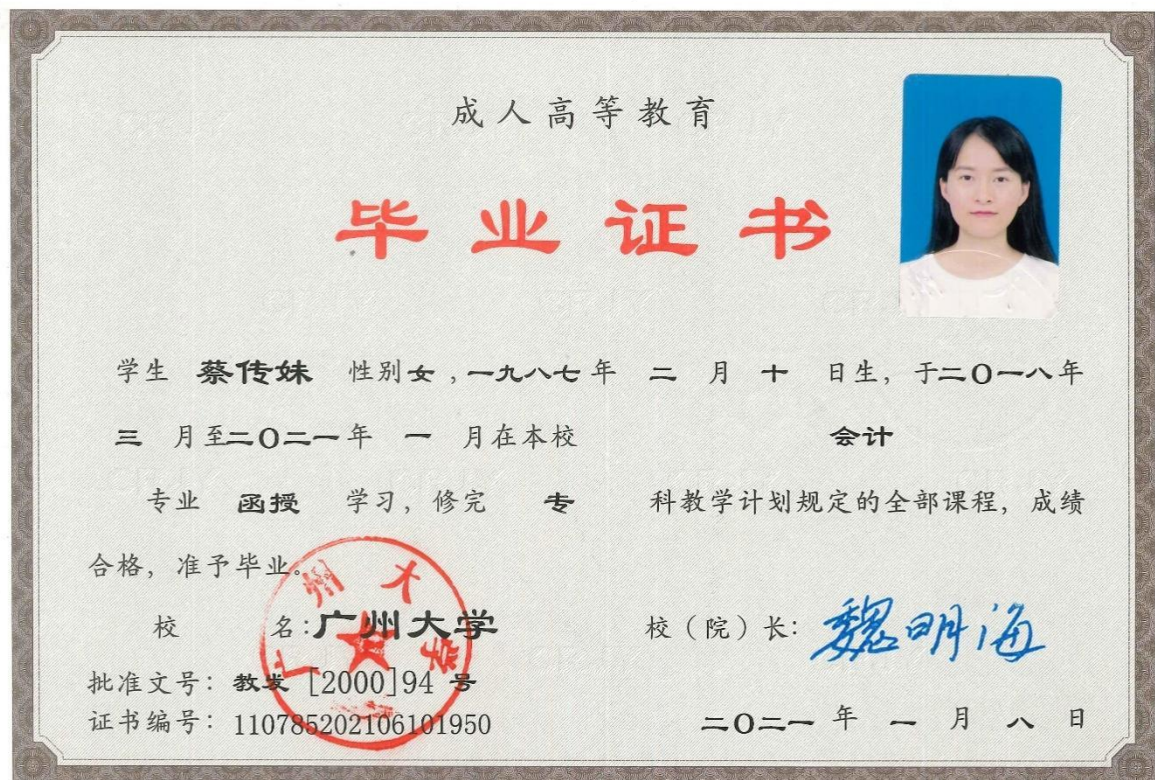 成人高等教育
毕业证书
学生 蔡传妹 性别女,一九八七年 二 月 十 日生, 于二〇一八年
三 月至二〇二一年 一 月在本校 会计
专业 函授 学习, 修完 专 科教学计划规定的全部课程, 成绩
合格, 准予毕业。
校 名:广州大学 校(院)长: 魏明海
广州大学
批准文号: 教发 [2000]94 号
证书编号: 110785202106101950 二〇二一 年 一 月 八 日